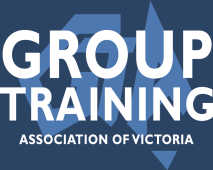 GROUP
TRAINING
ASSOCIATION OF VICTORIA